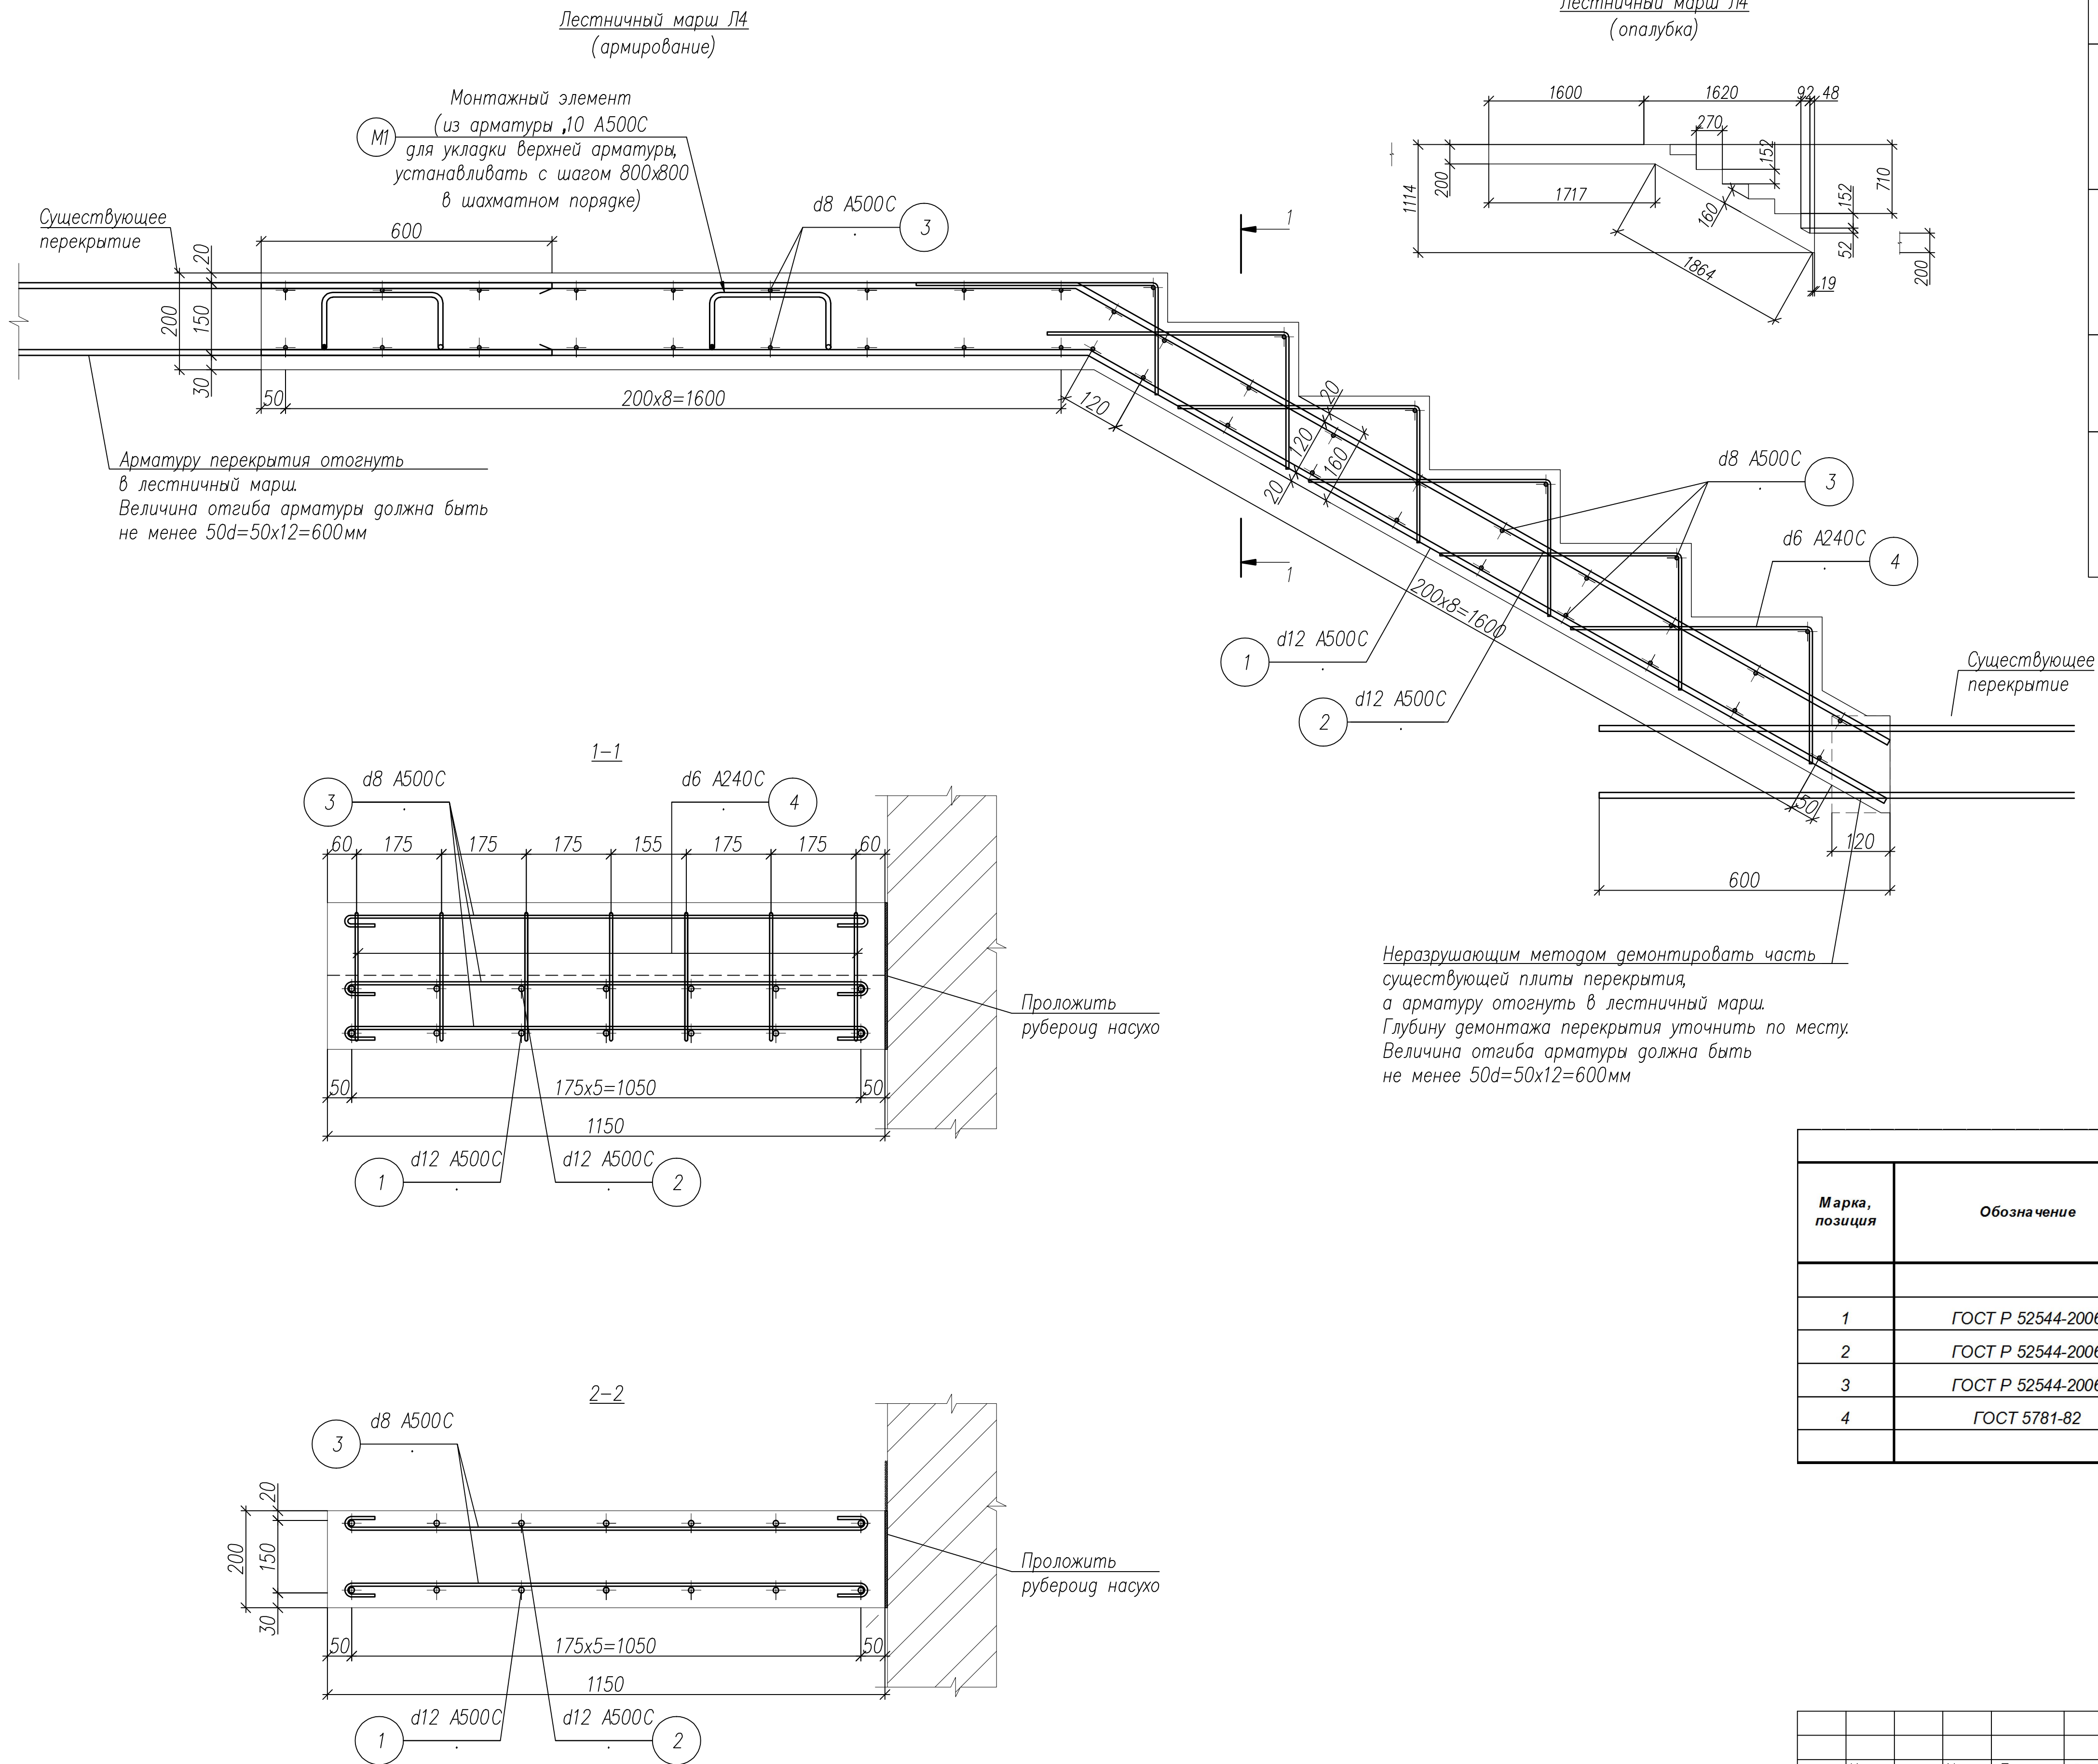 Лестничный марш Л4
(армирование)
Лестничный марш Л4
(опалубка)
Монтажный элемент
М1
(из арматуры ,10 А500С
для укладки верхней арматуры,
устанавливать с шагом 800х800
в шахматном порядке)
d8 А500С
3
Существующее
перекрытие
600
20
150
200
30
50
200х8=1600
Арматуру перекрытия отогнуть
в лестничный марш.
Величина отгиба арматуры должна быть
не менее 50d=50х12=600мм
1
1
120
20
120
160
20
200х8=1600
50
d8 А500С
3
d6 А240С
4
1
d12 А500С
2
d12 А500С
Существующее
перекрытие
120
600
Неразрушающим методом демонтировать часть
существующей плиты перекрытия,
а арматуру отогнуть в лестничный марш.
Глубину демонтажа перекрытия уточнить по месту.
Величина отгиба арматуры должна быть
не менее 50d=50х12=600мм
1600
1620
92
48
270
152
200
1114
1717
160
1864
710
152
52
200
19
1-1
3
d8 А500С
d6 А240С
4
60
175
175
175
155
175
175
60
Проложить
рубероид насухо
50
175х5=1050
50
1150
1
d12 А500С
d12 А500С
2
2-2
3
d8 А500С
20
150
200
30
Проложить
рубероид насухо
50
175х5=1050
50
1150
1
d12 А500С
d12 А500С
2
Марка,
позиция
Обозначение
1
ГОСТ Р 52544-2006
2
ГОСТ Р 52544-2006
3
ГОСТ Р 52544-2006
4
ГОСТ 5781-82